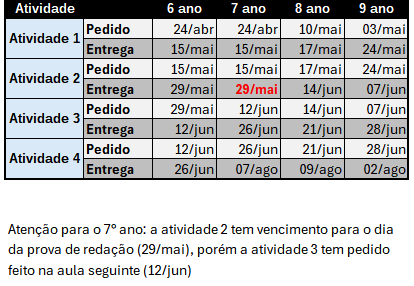 Atividade 6 ano 7 ano 8 ano 9 ano
Atividade 1 Pedido 24/abr 24/abr 10/mai 03/mai
Entrega 15/mai 15/mai 17/mai 24/mai
Atividade 2 Pedido 15/mai 15/mai 17/mai 24/mai
Entrega 29/mai 29/mai 14/jun 07/jun
Atividade 3 Pedido 29/mai 12/jun 14/jun 07/jun
Entrega 12/jun 26/jun 21/jun 28/jun
Atividade 4 Pedido 12/jun 26/jun 21/jun 28/jun
Entrega 26/jun 07/ago 09/ago 02/ago
Atenção para o 7° ano: a atividade 2 tem vencimento para o dia
da prova de redação (29/mai), porém a atividade 3 tem pedido
feito na aula seguinte (12/jun)